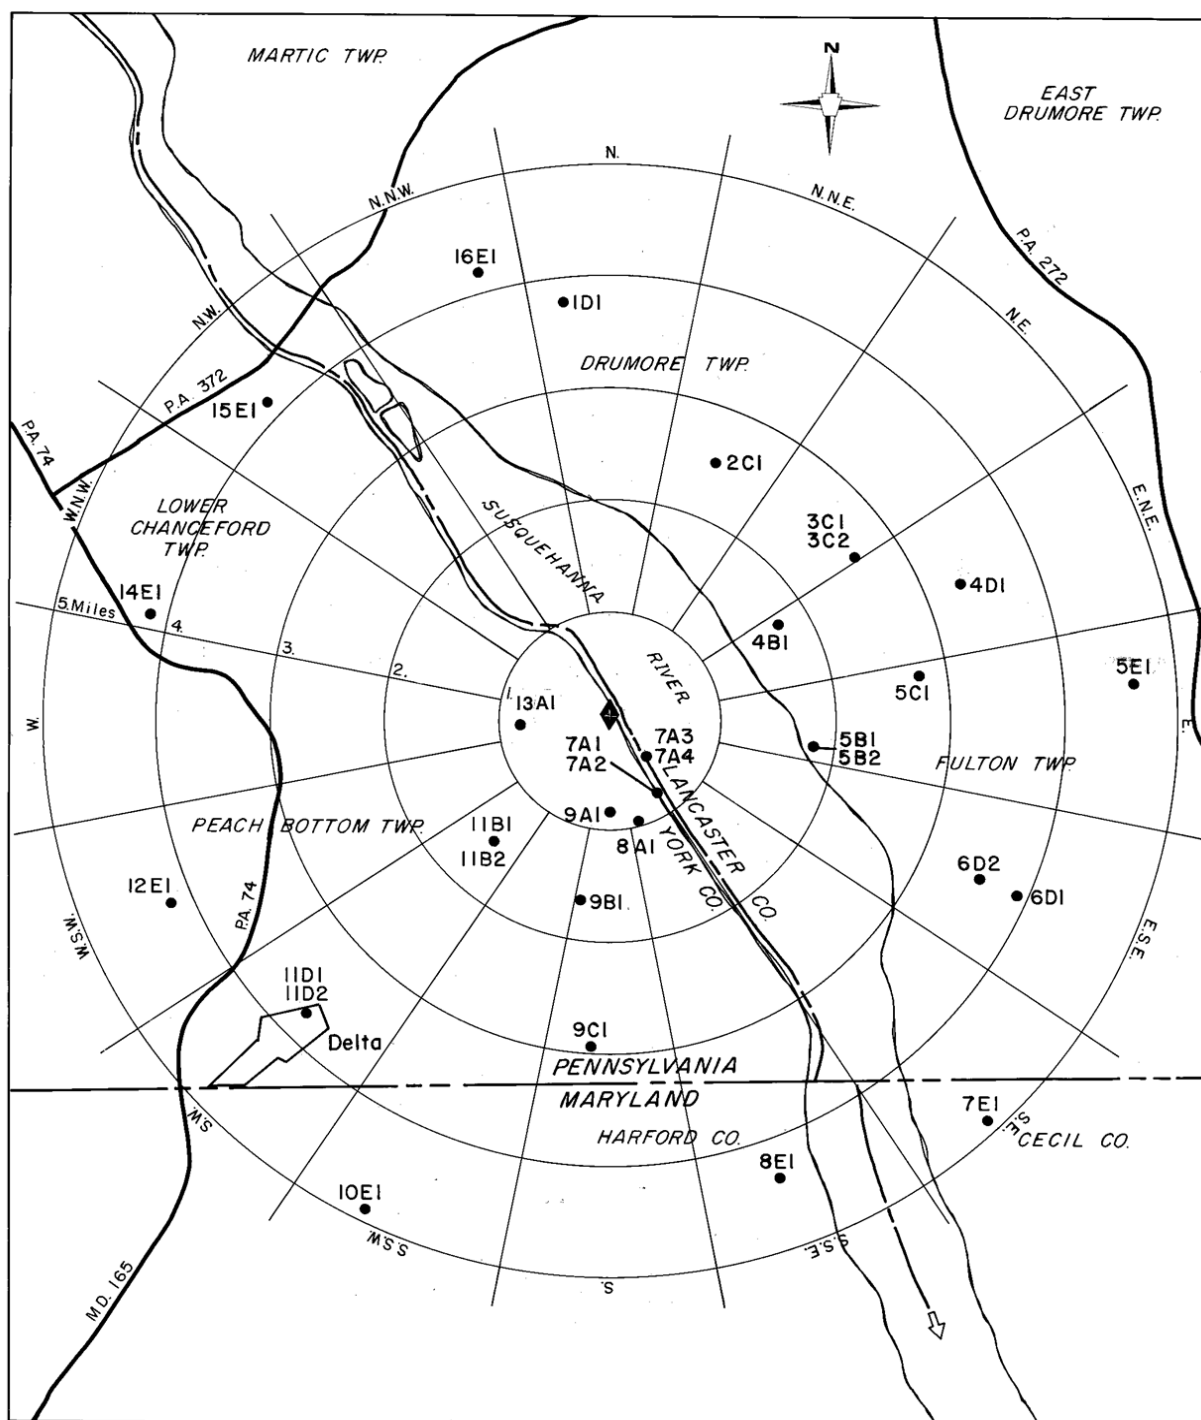 MARTIC TWP.
N
EAST
DRUMORE TWP.
N.
N.N.W.
N.N.E.
P.A. 272
16E1
1D1
N.W.
N.E.
DRUMORE TWP.
P.A. 372
15E1
P.A. 74
2C1
W.N.W.
E.N.E.
LOWER
CHANCEFORD
TWP.
SUSQUEHANNA
RIVER
3C1
3C2
4D1
14E1
5.Miles
4.
3.
2.
1.
4B1
5E1
5C1
13A1
W.
E.
7A1
7A2
7A3
7A4
5B1
5B2
FULTON TWP.
9A1
8A1
LANCASTER CO.
YORK CO.
PEACH BOTTOM TWP.
11B1
11B2
12E1
P.A. 74
9B1.
6D2
6D1
W.S.W.
E.S.E.
11D1
11D2
Delta
9C1
PENNSYLVANIA
MARYLAND
HARFORD CO.
7E1
S.E.
CECIL CO.
S.W.
8E1
10E1
S.S.W.
S.S.E.
S.
MD. 165